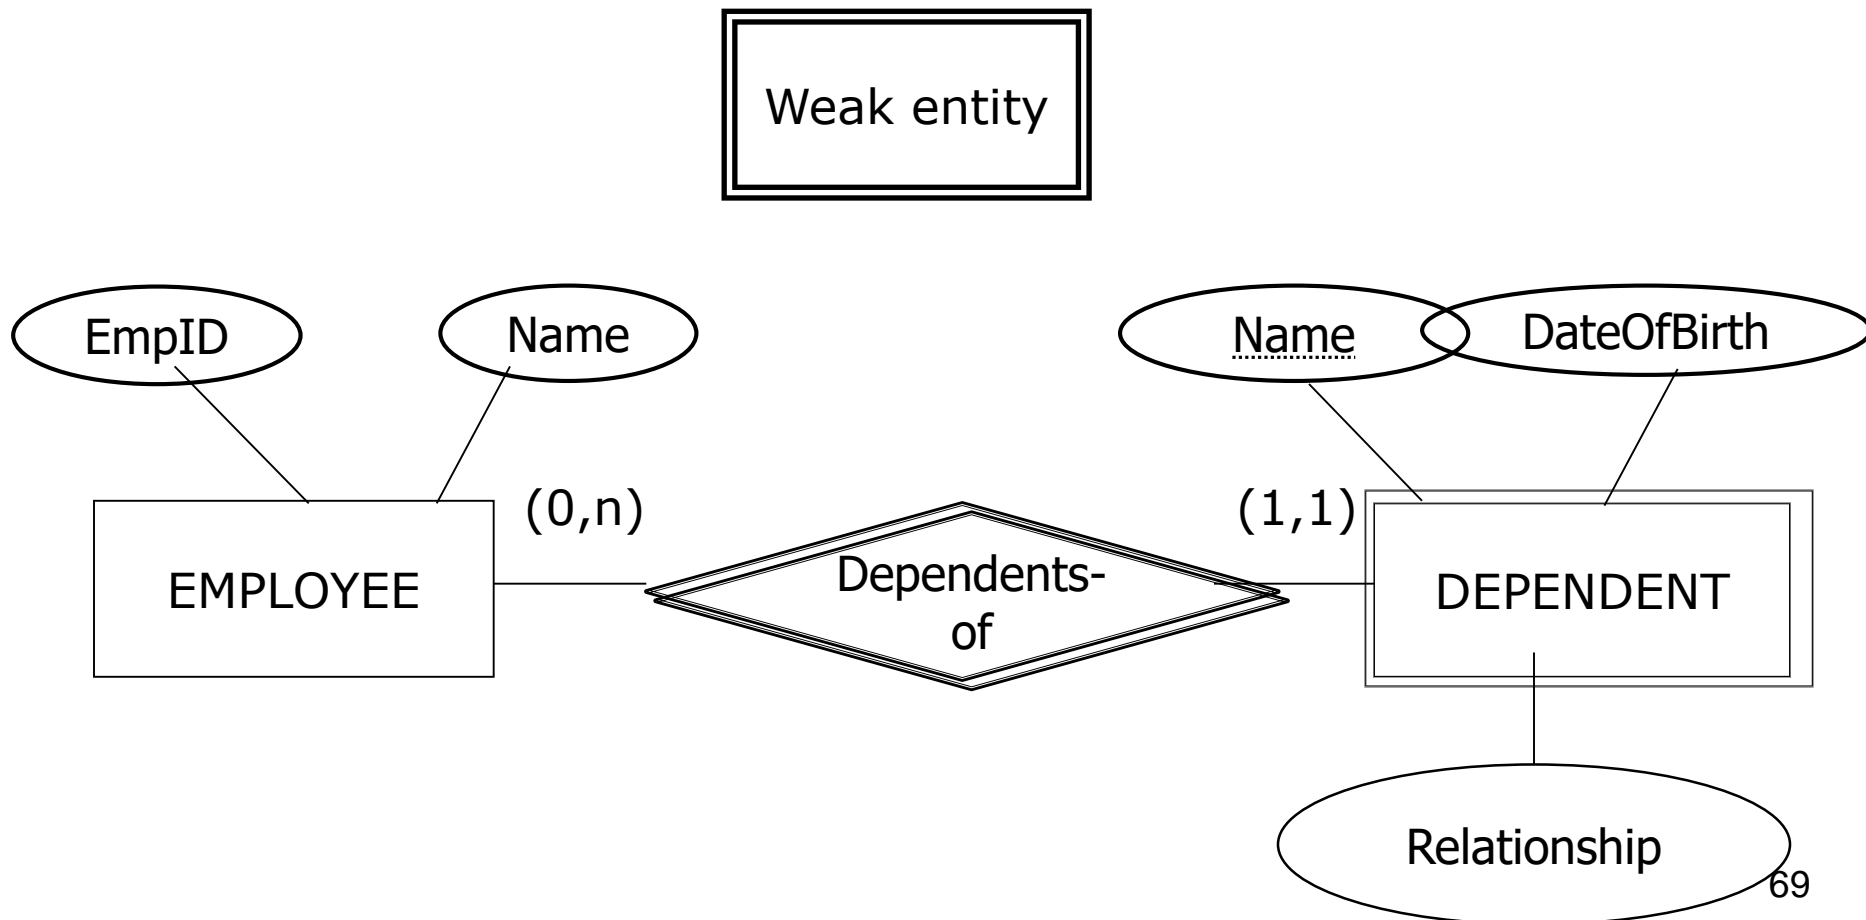 Weak entity
EmpID
Name
Name
DateOfBirth
(0,n)
(1,1)
EMPLOYEE
Dependents-
of
DEPENDENT
Relationship
69